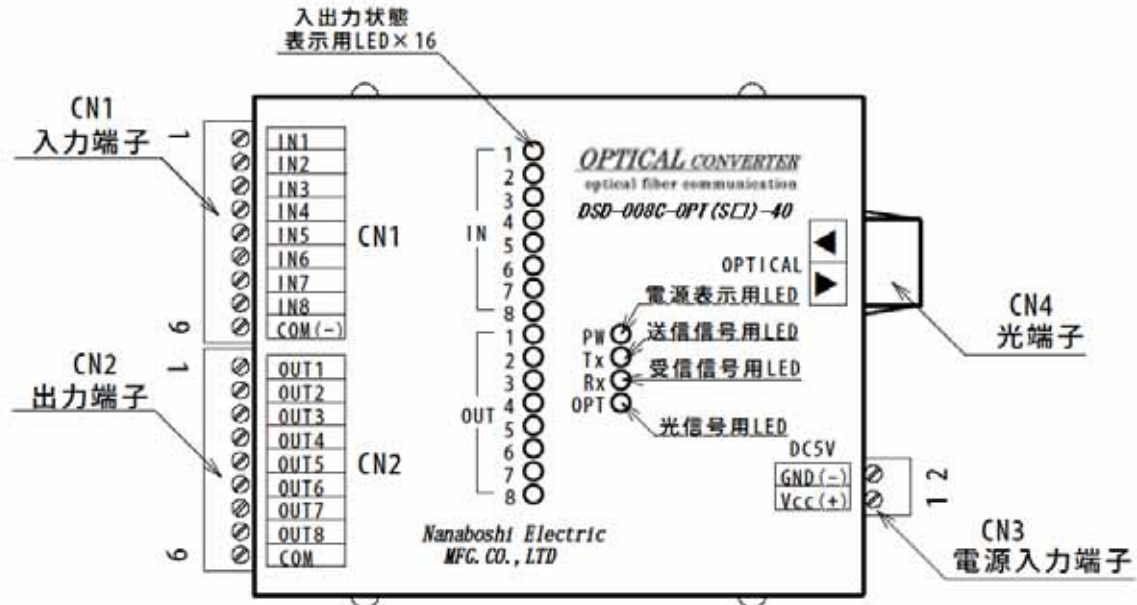 入出力状態
表示用LED×16
CN1
入力端子
1
9
IN1
IN2
IN3
IN4
IN5
IN6
IN7
IN8
COM(-)
CN1
CN2
出力端子
1
9
OUT1
OUT2
OUT3
OUT4
OUT5
OUT6
OUT7
OUT8
COM
CN2
IN
1
2
3
4
5
6
7
8
OUT
1
2
3
4
5
6
7
8
OPTICAL CONVERTER
optical fiber communication
DSD-008C-OPT(S□)-40
OPTICAL
◀
▶
CN4
光端子
PW
電源表示用LED
Tx
送信信号用LED
Rx
受信信号用LED
OPT
光信号用LED
DC5V
GND(-)
Vcc(+)
2
1
CN3
電源入力端子
Nanaboshi Electric
MFG.CO.,LTD